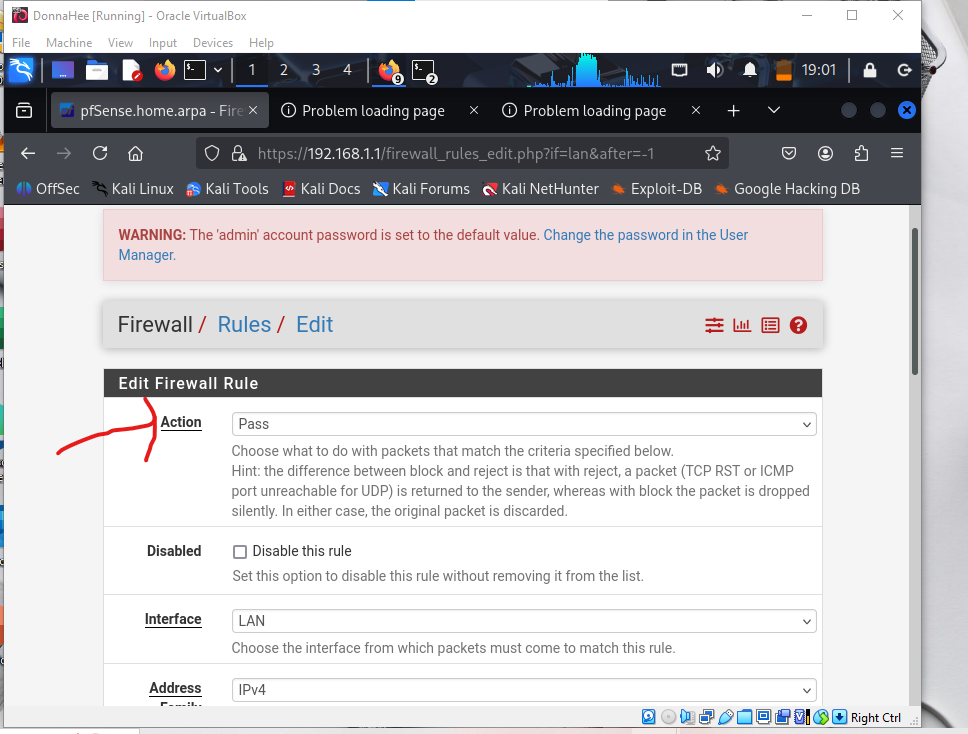 DonnaHee [Running] - Oracle VirtualBox
File Machine View Input Devices Help
1 2 3 4 9 2 19:01
pfSense.home.arpa - Fire Problem loading page Problem loading page
https://192.168.1.1/firewall_rules_edit.php?if=lan&after=-1
OffSec Kali Linux Kali Tools Kali Docs Kali Forums Kali NetHunter Exploit-DB Google Hacking DB
WARNING: The 'admin' account password is set to the default value. Change the password in the User
Manager.
Firewall / Rules / Edit
Edit Firewall Rule
Action Pass
Choose what to do with packets that match the criteria specified below.
Hint: the difference between block and reject is that with reject, a packet (TCP RST or ICMP
port unreachable for UDP) is returned to the sender, whereas with block the packet is dropped
silently. In either case, the original packet is discarded.
Disabled Disable this rule
Set this option to disable this rule without removing it from the list.
Interface LAN
Choose the interface from which packets must come to match this rule.
Address IPv4
Family
Right Ctrl